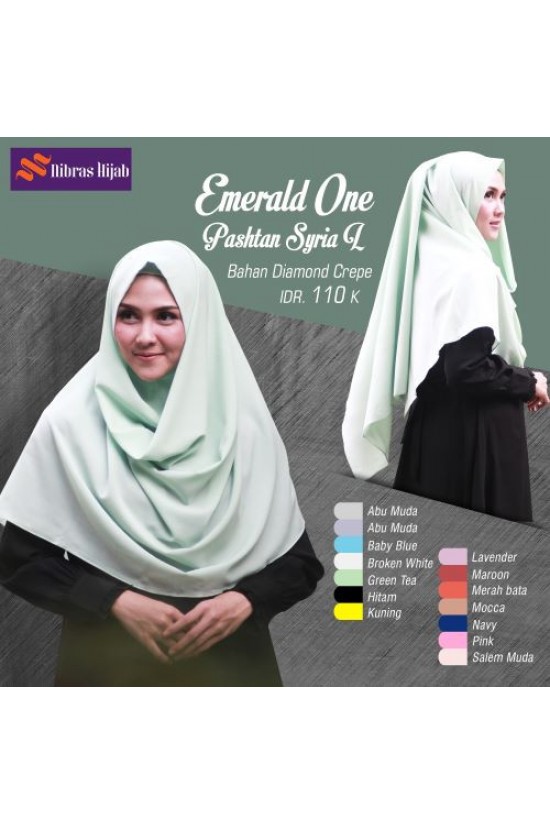 Nibras Hijab
Emerald One
Pashtan Syria L
Bahan Diamond Crepe
IDR. 110 K
Abu Muda
Abu Muda
Baby Blue
Broken White
Green Tea
Hitam
Kuning
Lavender
Maroon
Merah bata
Mocca
Navy
Pink
Salem Muda